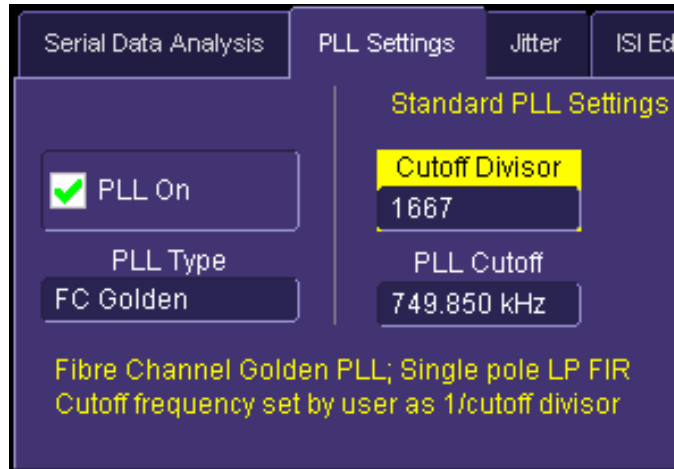 Serial Data Analysis
PLL Settings
Jitter
ISI Ed
Standard PLL Settings
PLL On
Cutoff Divisor
1667
PLL Type
FC Golden
PLL Cutoff
749.850 kHz
Fibre Channel Golden PLL; Single pole LP FIR
Cutoff frequency set by user as 1/cutoff divisor